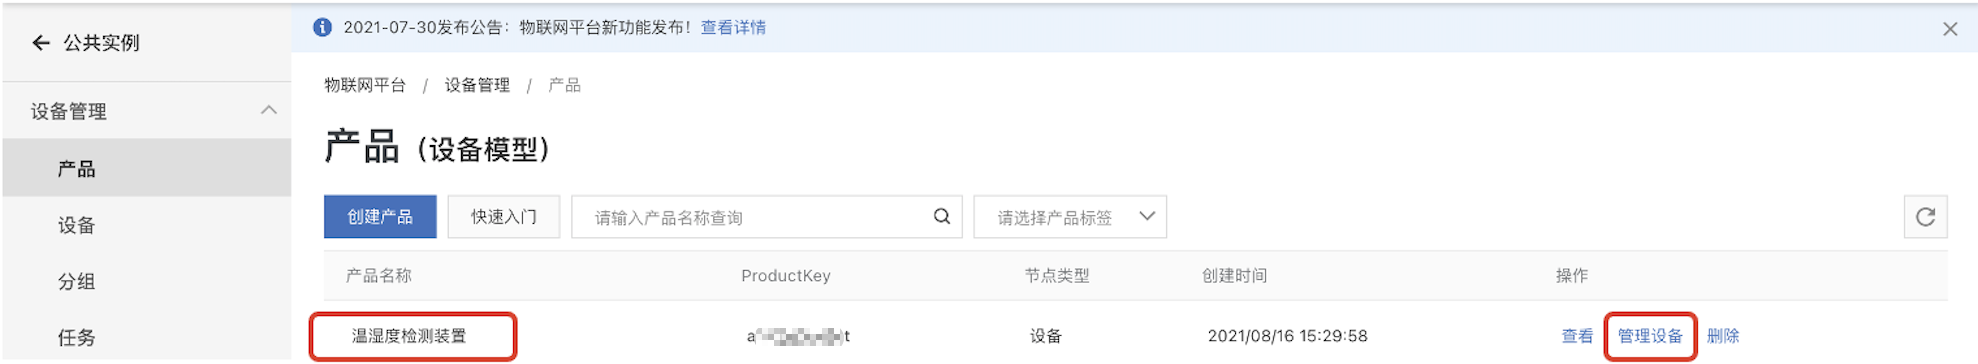 公共实例
设备管理
产品
设备
分组
任务
2021-07-30发布公告：物联网平台新功能发布！ 查看详情
物联网平台 / 设备管理 / 产品
产品（设备模型）
创建产品 快速入门 请输入产品名称查询 请选择产品标签
产品名称 ProductKey 节点类型 创建时间 操作
温湿度检测装置 设备 2021/08/16 15:29:58 查看 管理设备 删除